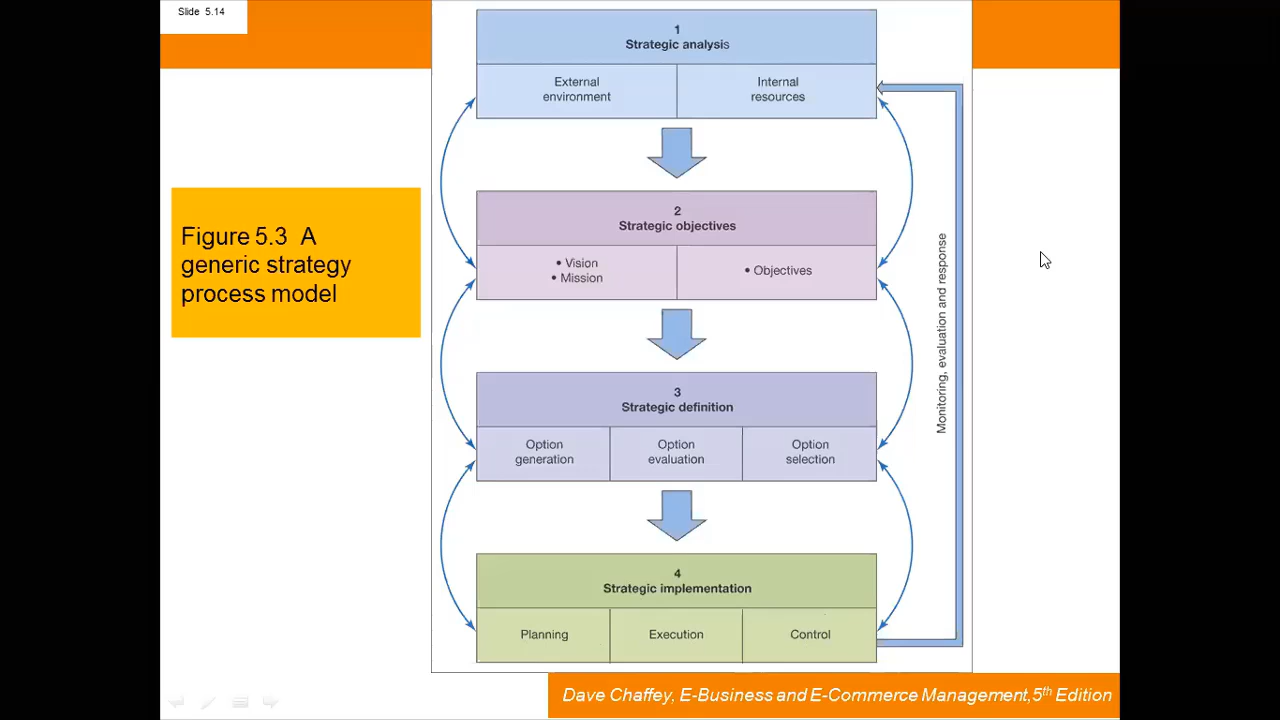 Slide 5.14
1
Strategic analysis
External
environment
Internal
resources
2
Strategic objectives
• Vision
• Mission
• Objectives
Figure 5.3 A
generic strategy
process model
Monitoring, evaluation and response
3
Strategic definition
Option
generation
Option
evaluation
Option
selection
4
Strategic implementation
Planning
Execution
Control
Dave Chaffey, E-Business and E-Commerce Management, 5th Edition